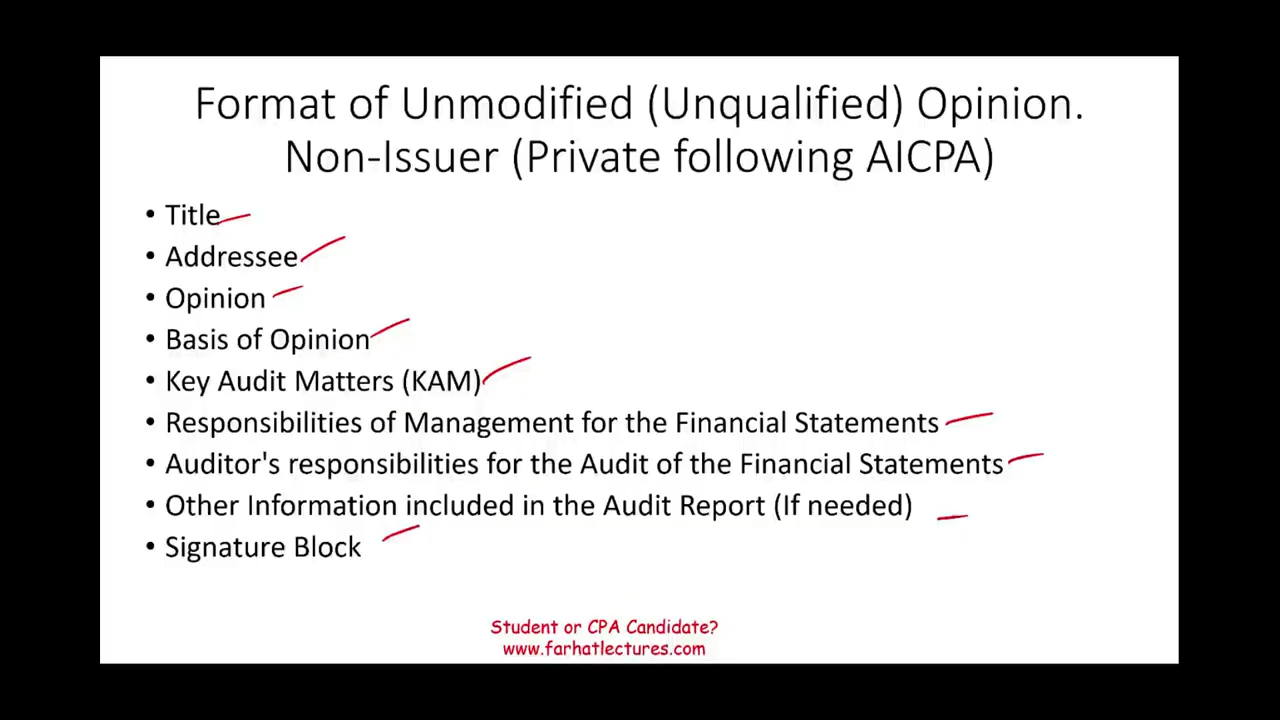 Format of Unmodified (Unqualified) Opinion.
Non-Issuer (Private following AICPA)
• Title
• Addressee
• Opinion
• Basis of Opinion
• Key Audit Matters (KAM)
• Responsibilities of Management for the Financial Statements
• Auditor's responsibilities for the Audit of the Financial Statements
• Other Information included in the Audit Report (If needed)
• Signature Block
Student or CPA Candidate?
www.farhatlectures.com